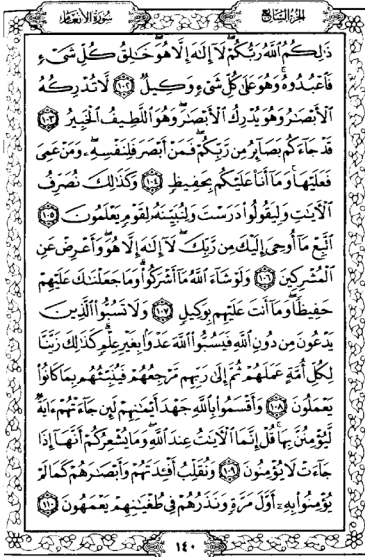 الجزء السابع
سورة الأنعام
ذَٰلِكُمُ ٱللَّهُ رَبُّكُمْ لَآ إِلَٰهَ إِلَّا هُوَ خَٰلِقُ كُلِّ شَىْءٍ
فَٱعْبُدُوهُ وَهُوَ عَلَىٰ كُلِّ شَىْءٍ وَكِيلٌ ١٠٢ لَّا تُدْرِكُهُ
ٱلْأَبْصَٰرُ وَهُوَ يُدْرِكُ ٱلْأَبْصَٰرَ وَهُوَ ٱللَّطِيفُ ٱلْخَبِيرُ ١٠٣
قَدْ جَآءَكُم بَصَآئِرُ مِن رَّبِّكُمْ فَمَنْ أَبْصَرَ فَلِنَفْسِهِۦ وَمَنْ عَمِىَ
فَعَلَيْهَا وَمَآ أَنَا۠ عَلَيْكُم بِحَفِيظٍ ١٠٤ وَكَذَٰلِكَ نُصَرِّفُ
ٱلْءَايَٰتِ وَلِيَقُولُوا۟ دَرَسْتَ وَلِنُبَيِّنَهُۥ لِقَوْمٍ يَعْلَمُونَ ١٠٥
ٱتَّبِعْ مَآ أُوحِىَ إِلَيْكَ مِن رَّبِّكَ لَآ إِلَٰهَ إِلَّا هُوَ وَأَعْرِضْ عَنِ
ٱلْمُشْرِكِينَ ١٠٦ وَلَوْ شَآءَ ٱللَّهُ مَآ أَشْرَكُوا۟ وَمَا جَعَلْنَٰكَ عَلَيْهِمْ
حَفِيظًا وَمَآ أَنتَ عَلَيْهِم بِوَكِيلٍ ١٠٧ وَلَا تَسُبُّوا۟ ٱلَّذِينَ
يَدْعُونَ مِن دُونِ ٱللَّهِ فَيَسُبُّوا۟ ٱللَّهَ عَدْوًۢا بِغَيْرِ عِلْمٍ كَذَٰلِكَ زَيَّنَّا
لِكُلِّ أُمَّةٍ عَمَلَهُمْ ثُمَّ إِلَىٰ رَبِّهِم مَّرْجِعُهُمْ فَيُنَبِّئُهُم بِمَا كَانُوا۟
يَعْمَلُونَ ١٠٨ وَأَقْسَمُوا۟ بِٱللَّهِ جَهْدَ أَيْمَٰنِهِمْ لَئِن جَآءَتْهُمْ ءَايَةٌ
لَّيُؤْمِنُنَّ بِهَا قُلْ إِنَّمَا ٱلْءَايَٰتُ عِندَ ٱللَّهِ وَمَا يُشْعِرُكُمْ أَنَّهَآ إِذَا
جَآءَتْ لَا يُؤْمِنُونَ ١٠٩ وَنُقَلِّبُ أَفْـِٔدَتَهُمْ وَأَبْصَٰرَهُمْ كَمَا لَمْ
يُؤْمِنُوا۟ بِهِۦٓ أَوَّلَ مَرَّةٍ وَنَذَرُهُمْ فِى طُغْيَٰنِهِمْ يَعْمَهُونَ ١١٠
١٤٠